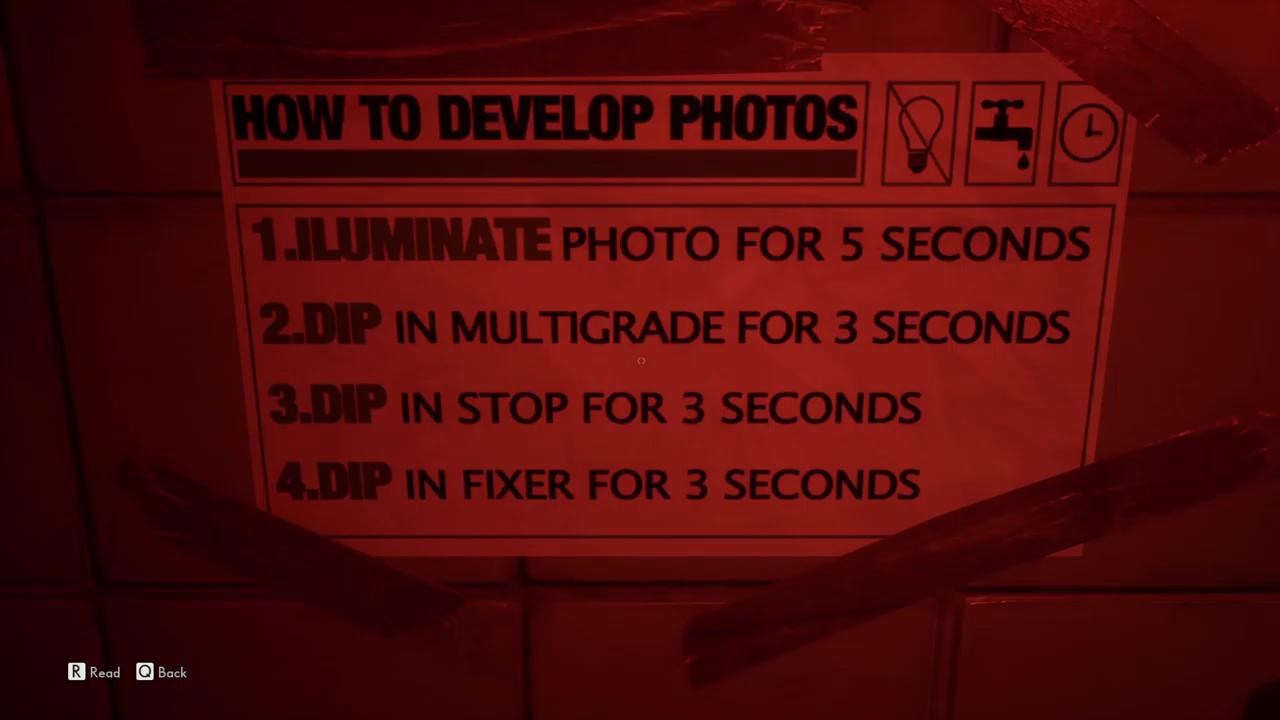 HOW TO DEVELOP PHOTOS
1.ILUMINATE PHOTO FOR 5 SECONDS
2.DIP IN MULTIGRADE FOR 3 SECONDS
3.DIP IN STOP FOR 3 SECONDS
4.DIP IN FIXER FOR 3 SECONDS
R Read Q Back